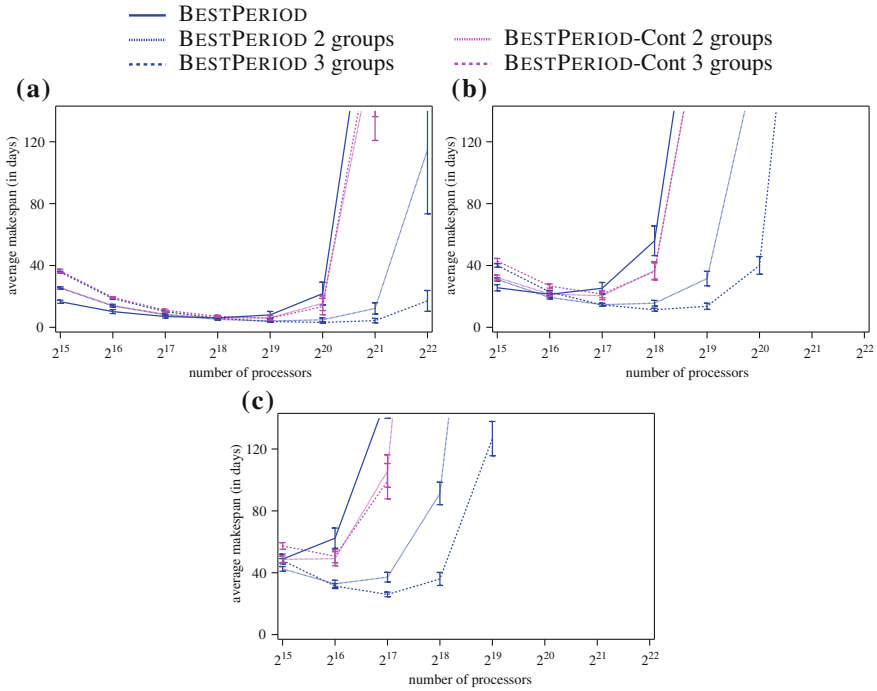 BESTPERIOD
BESTPERIOD 2 groups
BESTPERIOD 3 groups
BESTPERIOD-Cont 2 groups
BESTPERIOD-Cont 3 groups
(a)
120
80
40
0
average makespan (in days)
2^15 2^16 2^17 2^18 2^19 2^20 2^21 2^22
number of processors
(b)
120
80
40
0
average makespan (in days)
2^15 2^16 2^17 2^18 2^19 2^20 2^21 2^22
number of processors
(c)
120
80
40
0
average makespan (in days)
2^15 2^16 2^17 2^18 2^19 2^20 2^21 2^22
number of processors